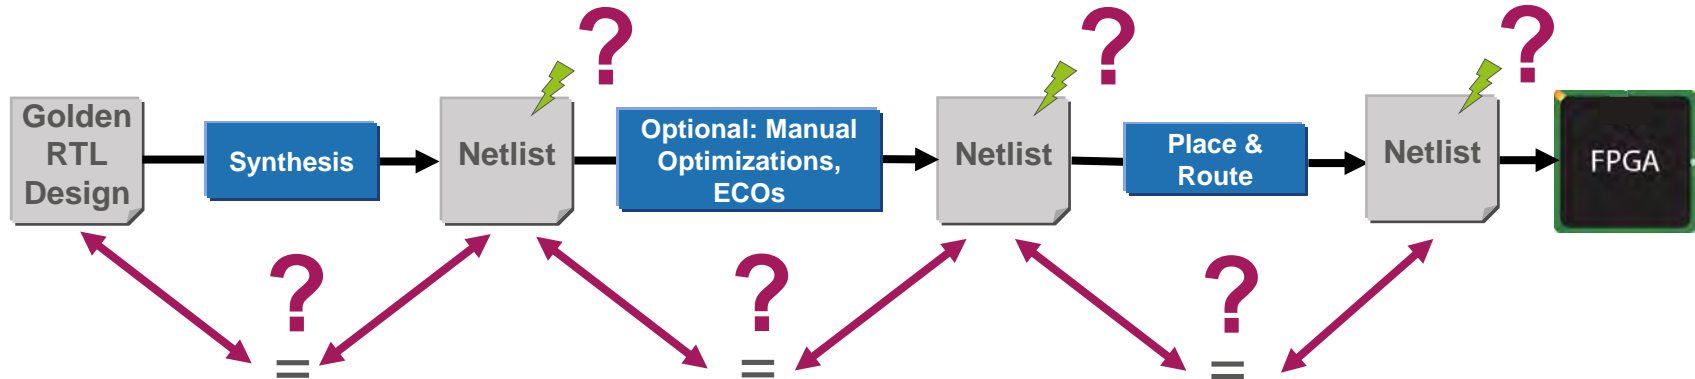 ?
?
?
Golden
RTL
Design
Synthesis
Netlist
Optional: Manual
Optimizations,
ECOs
Netlist
Place &
Route
Netlist
FPGA
?
=
?
=
?
=